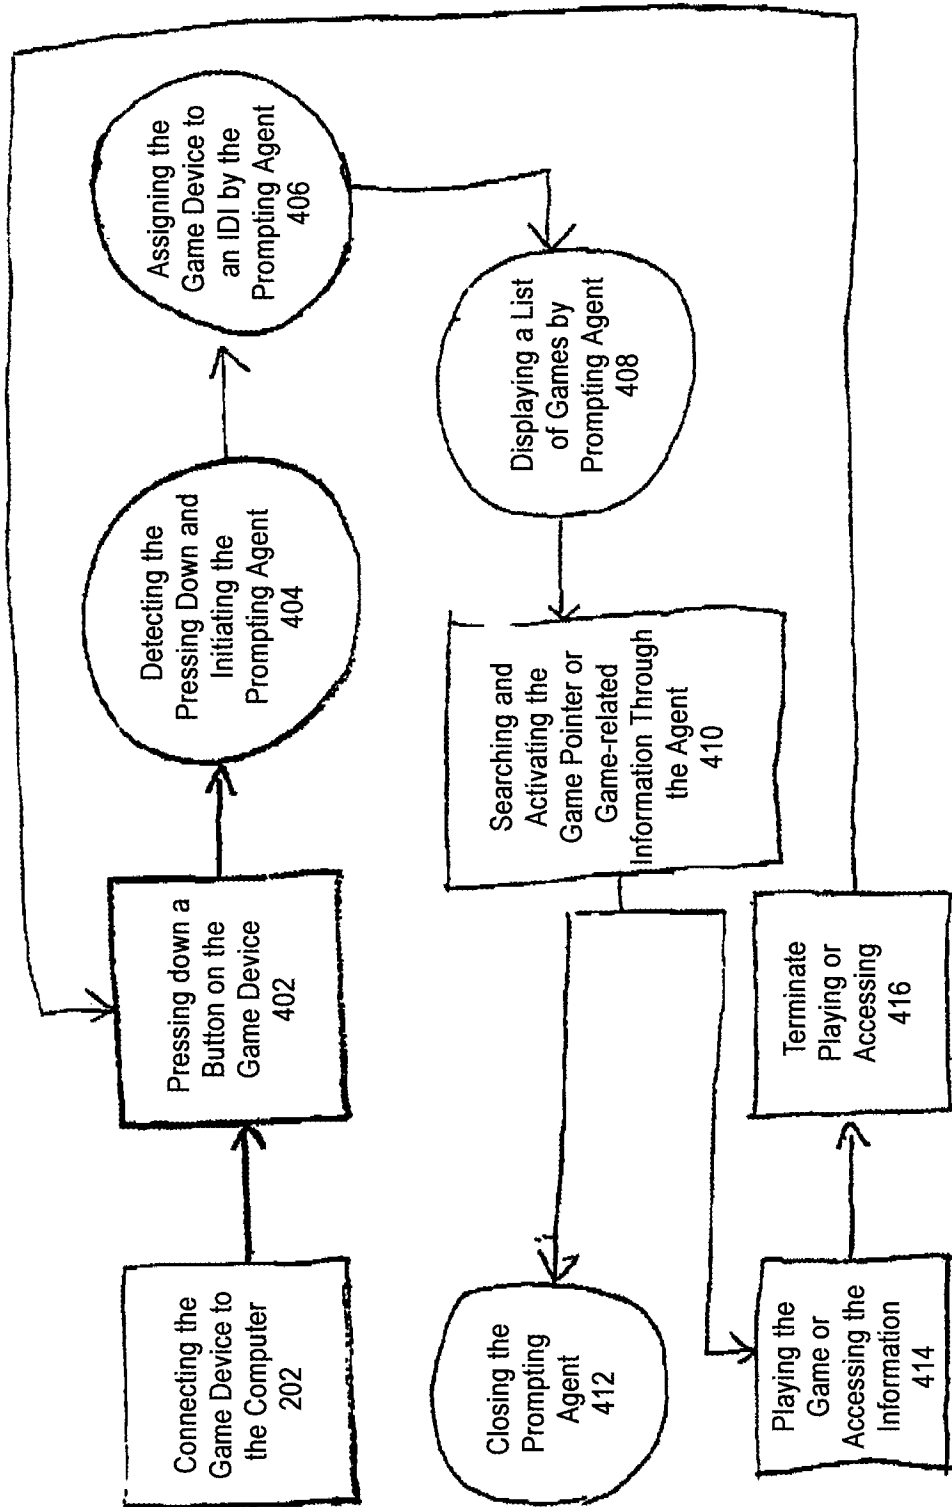 Connecting the
Game Device to
the Computer
202
Pressing down a
Button on the
Game Device
402
Detecting the
Pressing Down and
Initiating the
Prompting Agent
404
Assigning the
Game Device to
an IDI by the
Prompting Agent
406
Displaying a List
of Games by
Prompting Agent
408
Searching and
Activating the
Game Pointer or
Game-related
Information Through
the Agent
410
Closing the
Prompting
Agent
412
Playing the
Game or
Accessing the
Information
414
Terminate
Playing or
Accessing
416